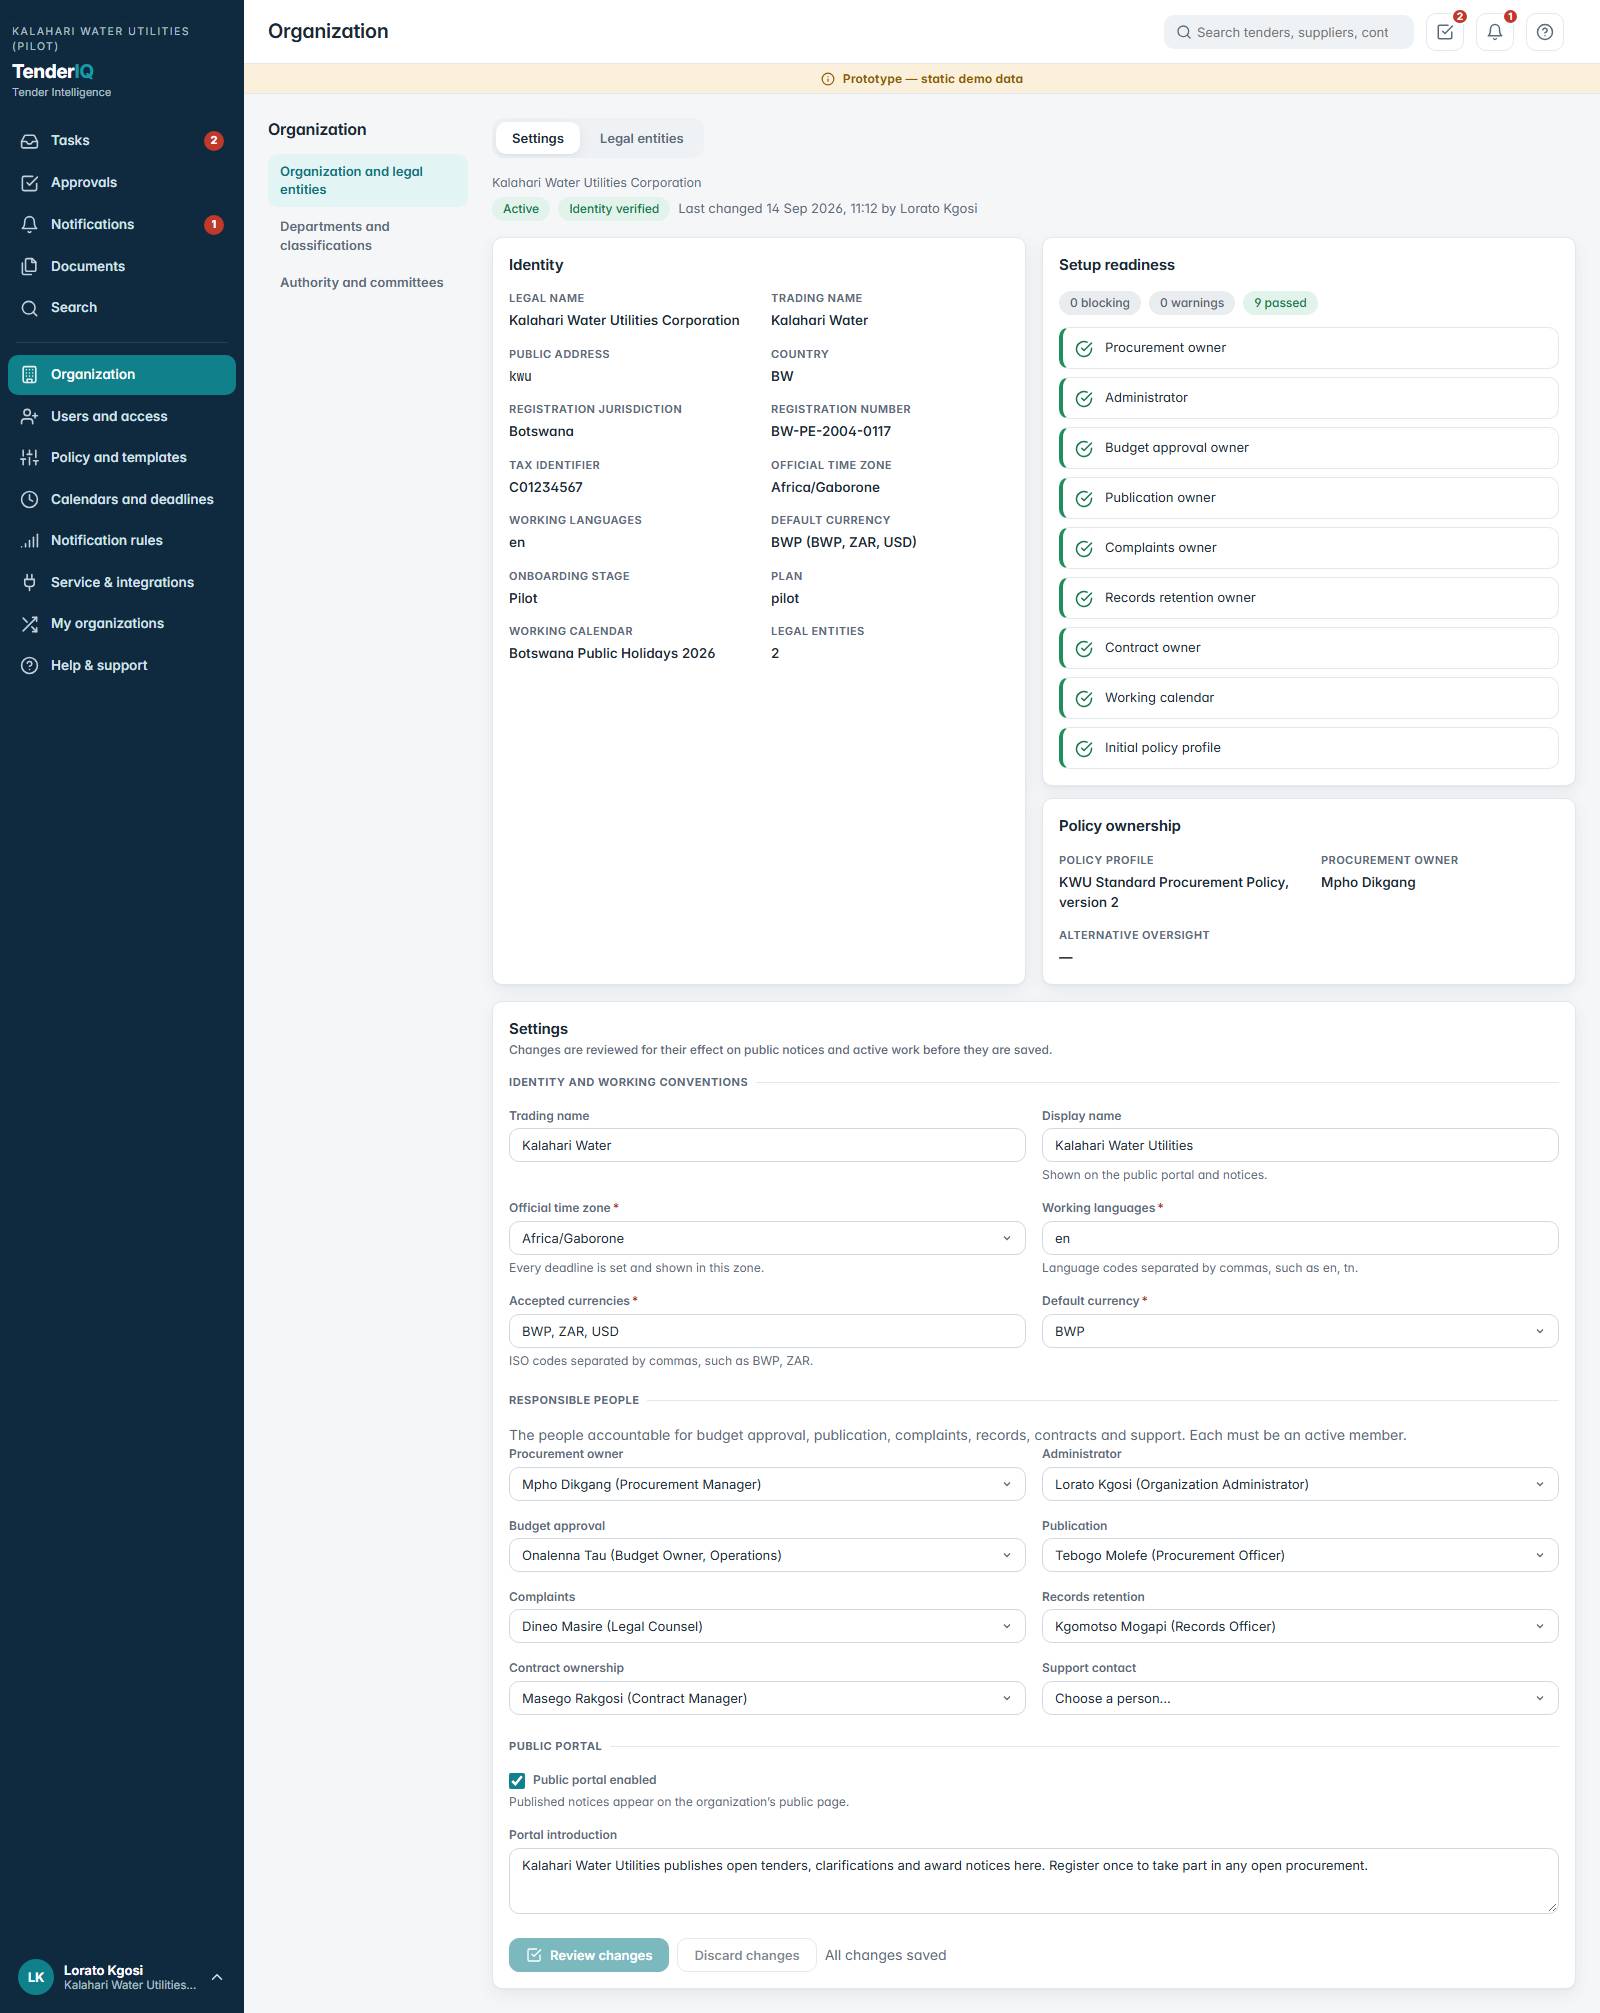 KALAHARI WATER UTILITIES
(PILOT)
TenderIQ
Tender Intelligence
Tasks
2
Approvals
Notifications
1
Documents
Search
Organization
Users and access
Policy and templates
Calendars and deadlines
Notification rules
Service & integrations
My organizations
Help & support
LK
Lorato Kgosi
Kalahari Water Utilities...
Organization
Search tenders, suppliers, cont
2
1
Prototype — static demo data
Organization
Organization and legal
entities
Departments and
classifications
Authority and committees
Settings
Legal entities
Kalahari Water Utilities Corporation
Active
Identity verified
Last changed 14 Sep 2026, 11:12 by Lorato Kgosi
Identity
LEGAL NAME
Kalahari Water Utilities Corporation
TRADING NAME
Kalahari Water
PUBLIC ADDRESS
kwu
COUNTRY
BW
REGISTRATION JURISDICTION
Botswana
REGISTRATION NUMBER
BW-PE-2004-0117
TAX IDENTIFIER
C01234567
OFFICIAL TIME ZONE
Africa/Gaborone
WORKING LANGUAGES
en
DEFAULT CURRENCY
BWP (BWP, ZAR, USD)
ONBOARDING STAGE
Pilot
PLAN
pilot
WORKING CALENDAR
Botswana Public Holidays 2026
LEGAL ENTITIES
2
Setup readiness
0 blocking
0 warnings
9 passed
Procurement owner
Administrator
Budget approval owner
Publication owner
Complaints owner
Records retention owner
Contract owner
Working calendar
Initial policy profile
Policy ownership
POLICY PROFILE
KWU Standard Procurement Policy,
version 2
PROCUREMENT OWNER
Mpho Dikgang
ALTERNATIVE OVERSIGHT
—
Settings
Changes are reviewed for their effect on public notices and active work before they are saved.
IDENTITY AND WORKING CONVENTIONS
Trading name
Kalahari Water
Display name
Kalahari Water Utilities
Shown on the public portal and notices.
Official time zone *
Africa/Gaborone
Every deadline is set and shown in this zone.
Working languages *
en
Language codes separated by commas, such as en, tn.
Accepted currencies *
BWP, ZAR, USD
ISO codes separated by commas, such as BWP, ZAR.
Default currency *
BWP
RESPONSIBLE PEOPLE
The people accountable for budget approval, publication, complaints, records, contracts and support. Each must be an active member.
Procurement owner
Mpho Dikgang (Procurement Manager)
Administrator
Lorato Kgosi (Organization Administrator)
Budget approval
Onalenna Tau (Budget Owner, Operations)
Publication
Tebogo Molefe (Procurement Officer)
Complaints
Dineo Masire (Legal Counsel)
Records retention
Kgomotso Mogapi (Records Officer)
Contract ownership
Masego Rakgosi (Contract Manager)
Support contact
Choose a person...
PUBLIC PORTAL
Public portal enabled
Published notices appear on the organization's public page.
Portal introduction
Kalahari Water Utilities publishes open tenders, clarifications and award notices here. Register once to take part in any open procurement.
Review changes
Discard changes
All changes saved